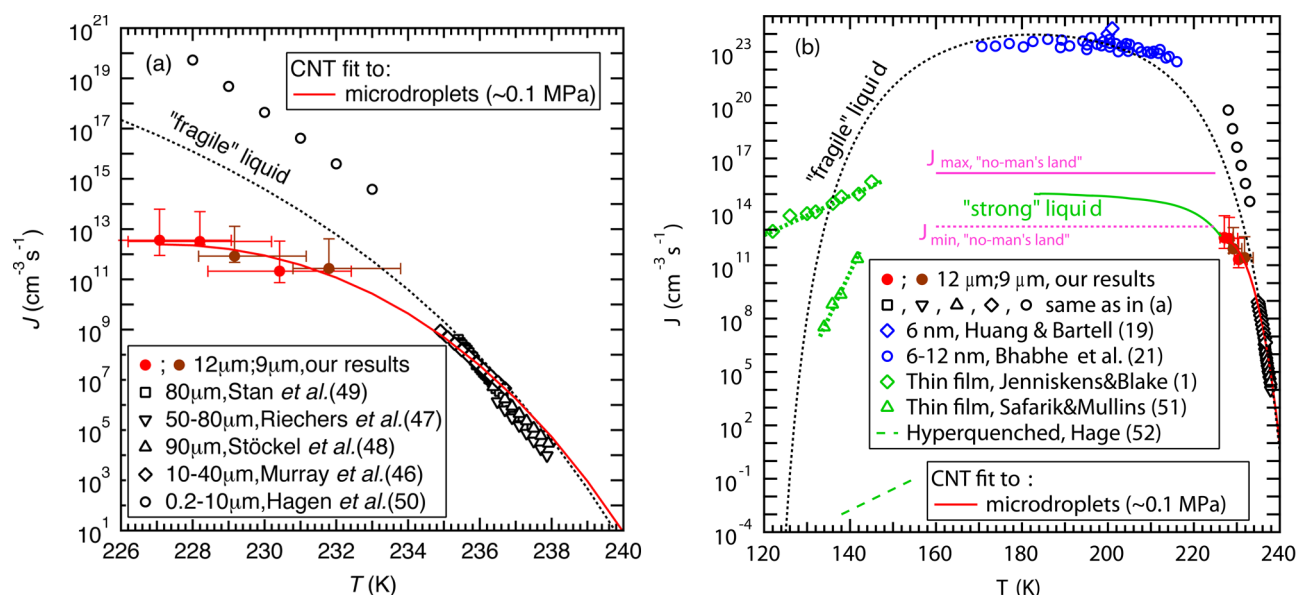 10²¹
10¹⁹
10¹⁷
10¹⁵
10¹³
10¹¹
10⁹
10⁷
10⁵
10³
10¹
J (cm⁻³ s⁻¹)
(a)
CNT fit to:
microdroplets (~0.1 MPa)
"fragile" liquid
● ; ● 12μm;9μm,our results
80μm,Stan et al.(49)
50-80μm,Riechers et al.(47)
90μm,Stöckel et al.(48)
10-40μm,Murray et al.(46)
0.2-10μm,Hagen et al.(50)
226 228 230 232 234 236 238 240
T (K)
10²³
10²⁰
10¹⁷
10¹⁴
10¹¹
10⁸
10⁵
10²
10⁻¹
10⁻⁴
J (cm⁻³ s⁻¹)
(b)
"fragile" liquid
J max, "no-man's land"
"strong" liquid
J min, "no-man's land"
● ; ● 12 μm;9 μm, our results
□ , ▽ , △ , ◇ , ○ same as in (a)
6 nm, Huang & Bartell (19)
6-12 nm, Bhabhe et al. (21)
Thin film, Jenniskens&Blake (1)
Thin film, Safarik&Mullins (51)
Hyperquenched, Hage (52)
CNT fit to :
microdroplets (~0.1 MPa)
120 140 160 180 200 220 240
T (K)